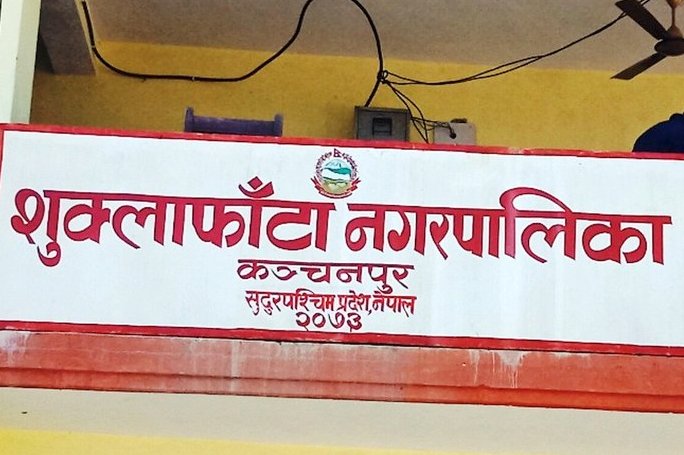 शुक्लाफाँटा नगरपालिका
कञ्चनपुर
सुदुरपश्चिम प्रदेश, नेपाल
२०७३